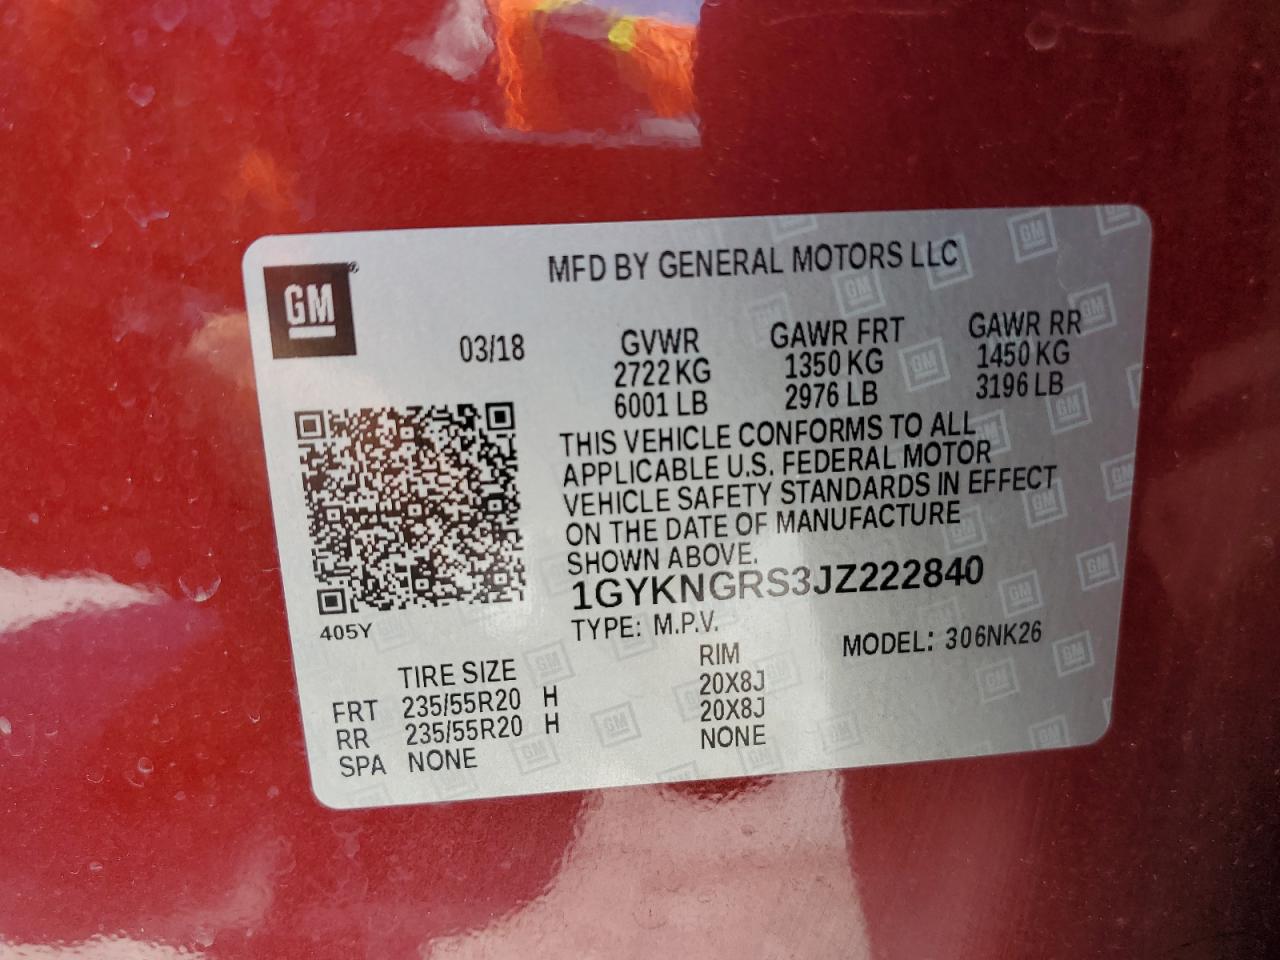 MFD BY GENERAL MOTORS LLC
GM®
03/18
GVWR GAWR FRT GAWR RR
2722 KG 1350 KG 1450 KG
6001 LB 2976 LB 3196 LB
THIS VEHICLE CONFORMS TO ALL
APPLICABLE U.S. FEDERAL MOTOR
VEHICLE SAFETY STANDARDS IN EFFECT
ON THE DATE OF MANUFACTURE
SHOWN ABOVE.
1GYKNGRS3JZ222840
405Y
TYPE: M.P.V. MODEL: 306NK26
TIRE SIZE RIM
FRT 235/55R20 H 20X8J
RR 235/55R20 H 20X8J
SPA NONE NONE